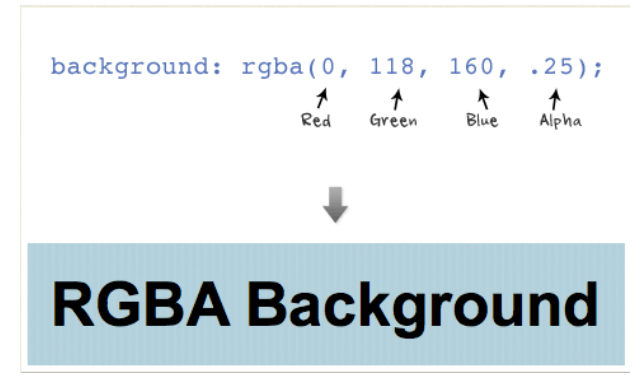 background: rgba(0, 118, 160, .25);
Red Green Blue Alpha
RGBA Background